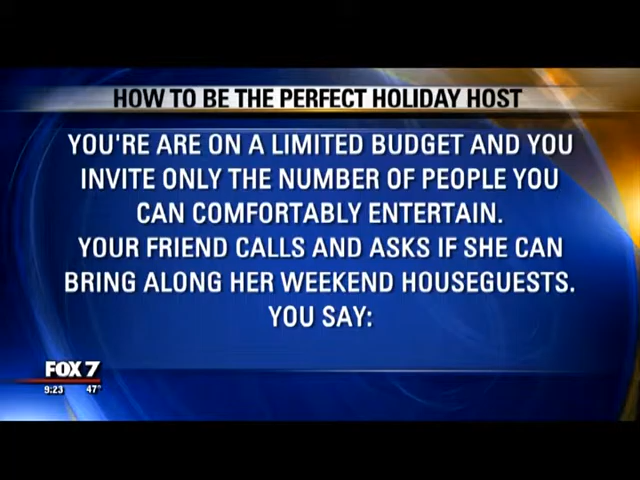 HOW TO BE THE PERFECT HOLIDAY HOST
YOU'RE ARE ON A LIMITED BUDGET AND YOU
INVITE ONLY THE NUMBER OF PEOPLE YOU
CAN COMFORTABLY ENTERTAIN.
YOUR FRIEND CALLS AND ASKS IF SHE CAN
BRING ALONG HER WEEKEND HOUSEGUESTS.
YOU SAY:
FOX 7
9:23 47°